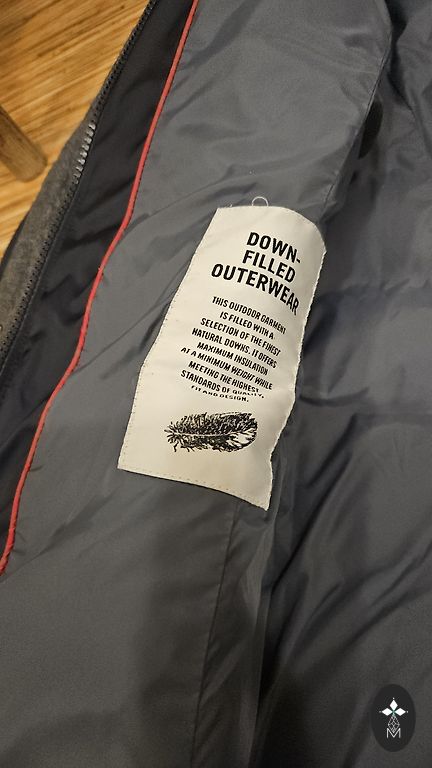 DOWN-
FILLED
OUTERWEAR
THIS OUTDOOR GARMENT
IS FILLED WITH A
SELECTION OF THE FINEST
NATURAL DOWNS. IT OFFERS
MAXIMUM INSULATION
AT A MINIMUM WEIGHT WHILE
MEETING THE HIGHEST
STANDARDS OF QUALITY,
FIT AND DESIGN.
M